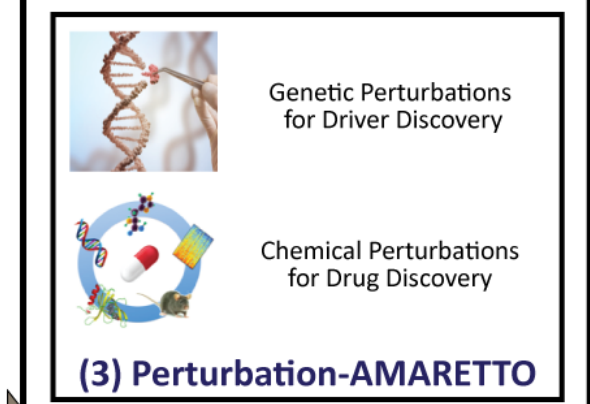 Genetic Perturbations
for Driver Discovery
Chemical Perturbations
for Drug Discovery
(3) Perturbation-AMARETTO